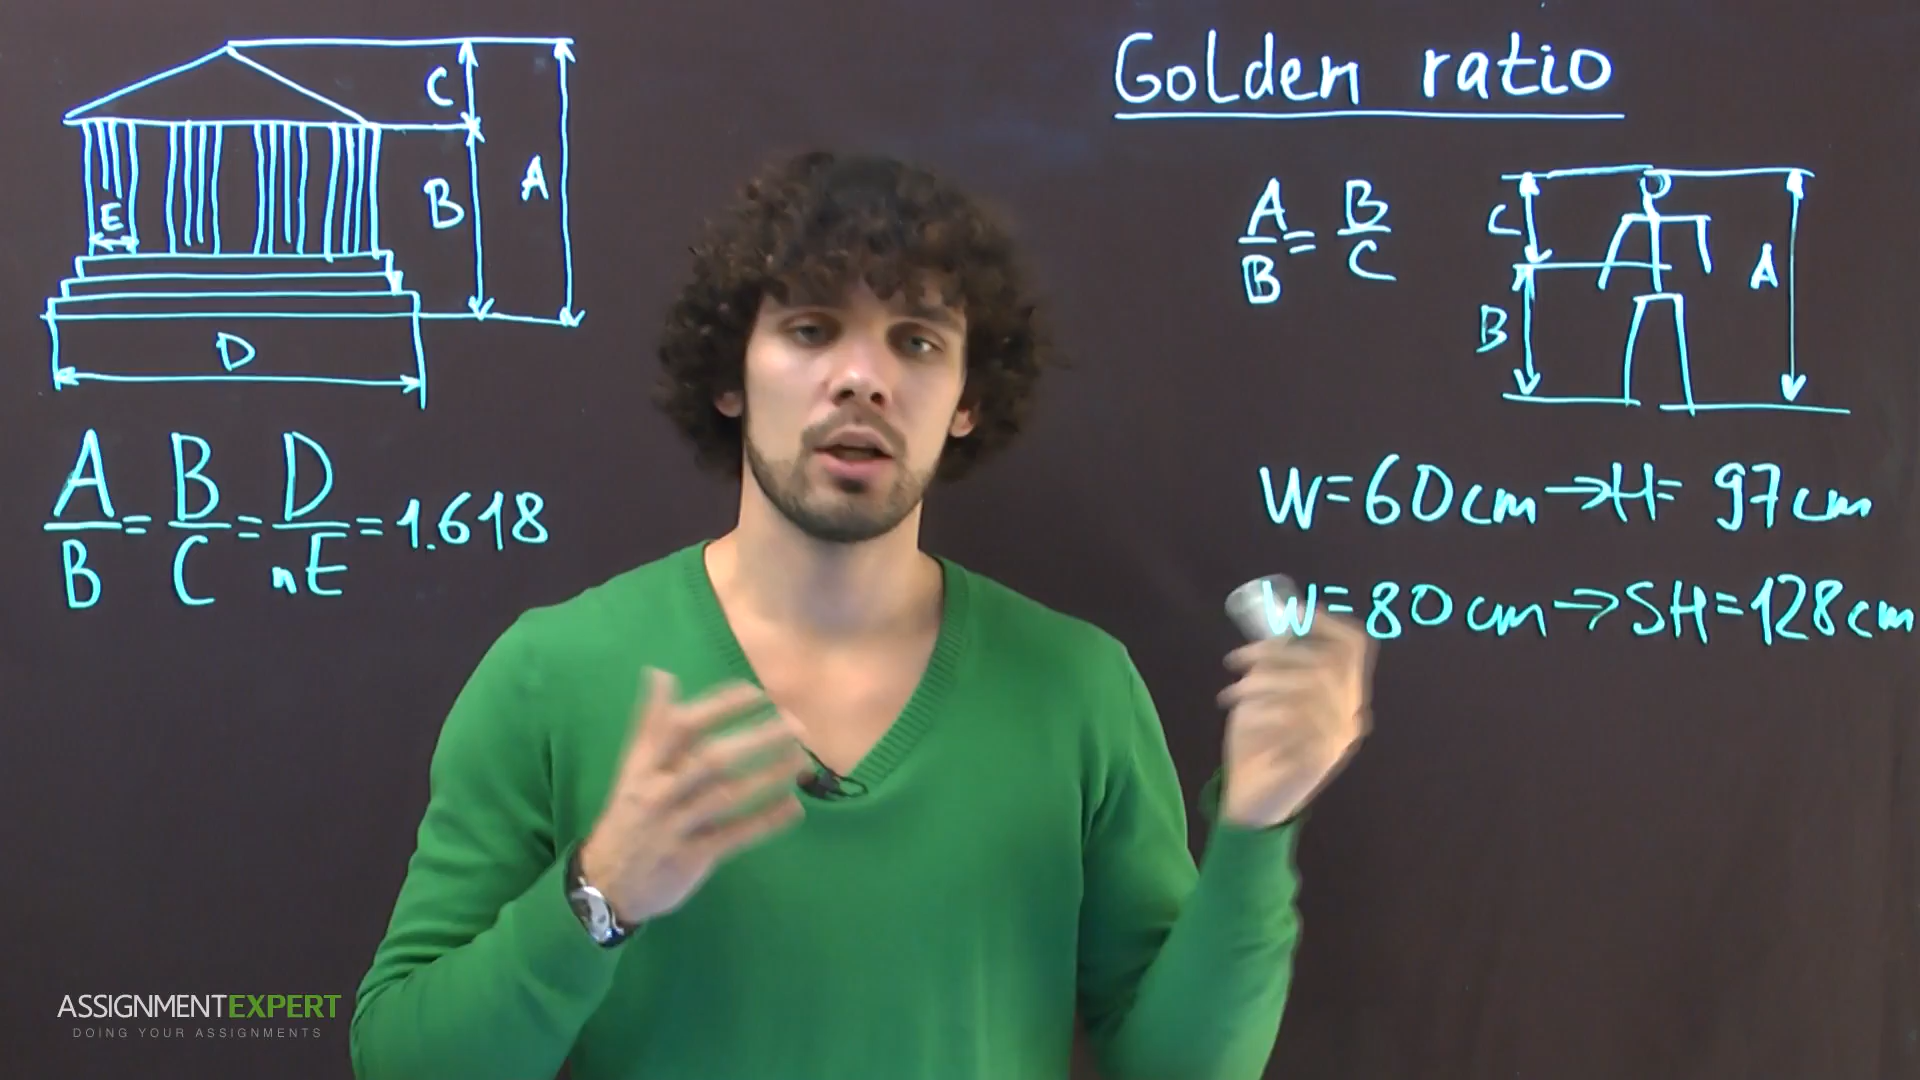 Golden ratio
C
B
A
E
D
A/B = B/C = D/nE = 1.618
A/B = B/C
C
B
A
W=60cm → H= 97cm
W=80cm → SH=128cm
ASSIGNMENTEXPERT
DOING YOUR ASSIGNMENTS